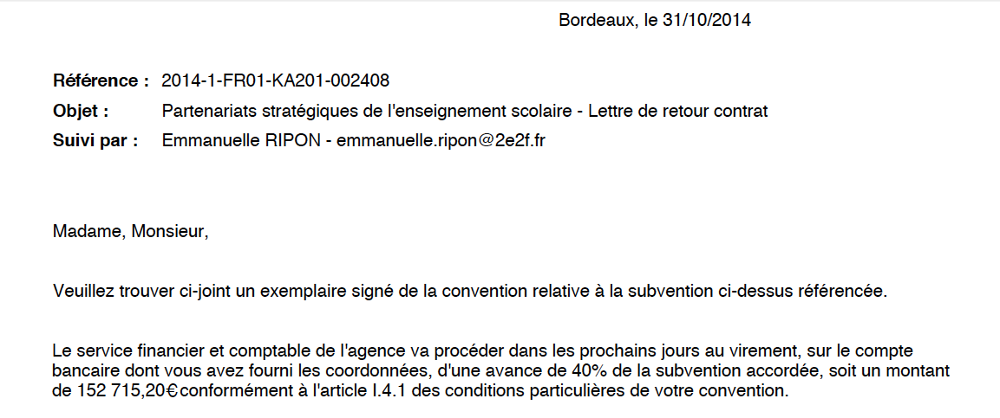 Bordeaux, le 31/10/2014
Référence : 2014-1-FR01-KA201-002408
Objet : Partenariats stratégiques de l'enseignement scolaire - Lettre de retour contrat
Suivi par : Emmanuelle RIPON - emmanuelle.ripon@2e2f.fr
Madame, Monsieur,
Veuillez trouver ci-joint un exemplaire signé de la convention relative à la subvention ci-dessus référencée.
Le service financier et comptable de l'agence va procéder dans les prochains jours au virement, sur le compte
bancaire dont vous avez fourni les coordonnées, d'une avance de 40% de la subvention accordée, soit un montant
de 152 715,20€conformément à l'article I.4.1 des conditions particulières de votre convention.